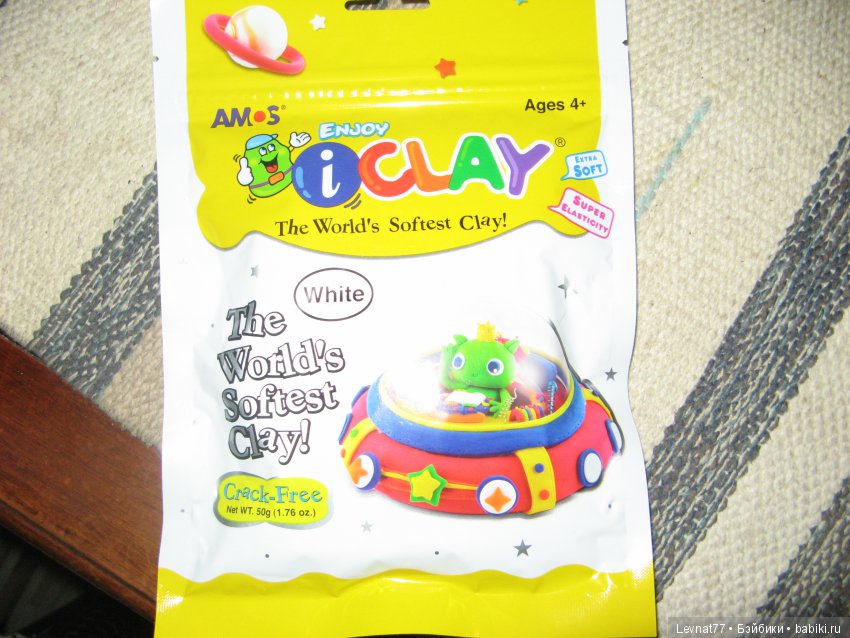 Ages 4+
AMOS®
ENJOY
i CLAY®
EXTRA
SOFT
SUPER
ELASTICITY
The World's Softest Clay!
White
The
World's
Softest
Clay!
Crack-Free
Net WT. 50g (1.76 oz.)
Levnat77 • Бэйбики • babiki.ru